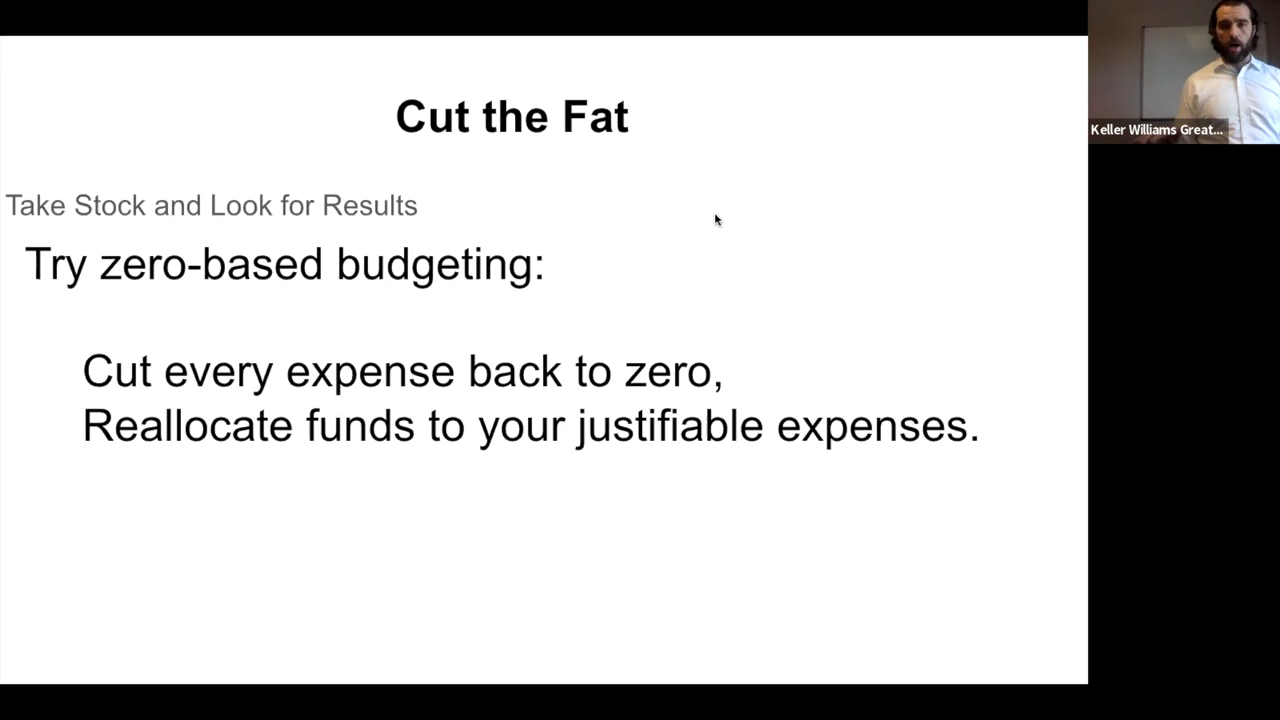 Cut the Fat
Take Stock and Look for Results
Try zero-based budgeting:
Cut every expense back to zero,
Reallocate funds to your justifiable expenses.
Keller Williams Great...